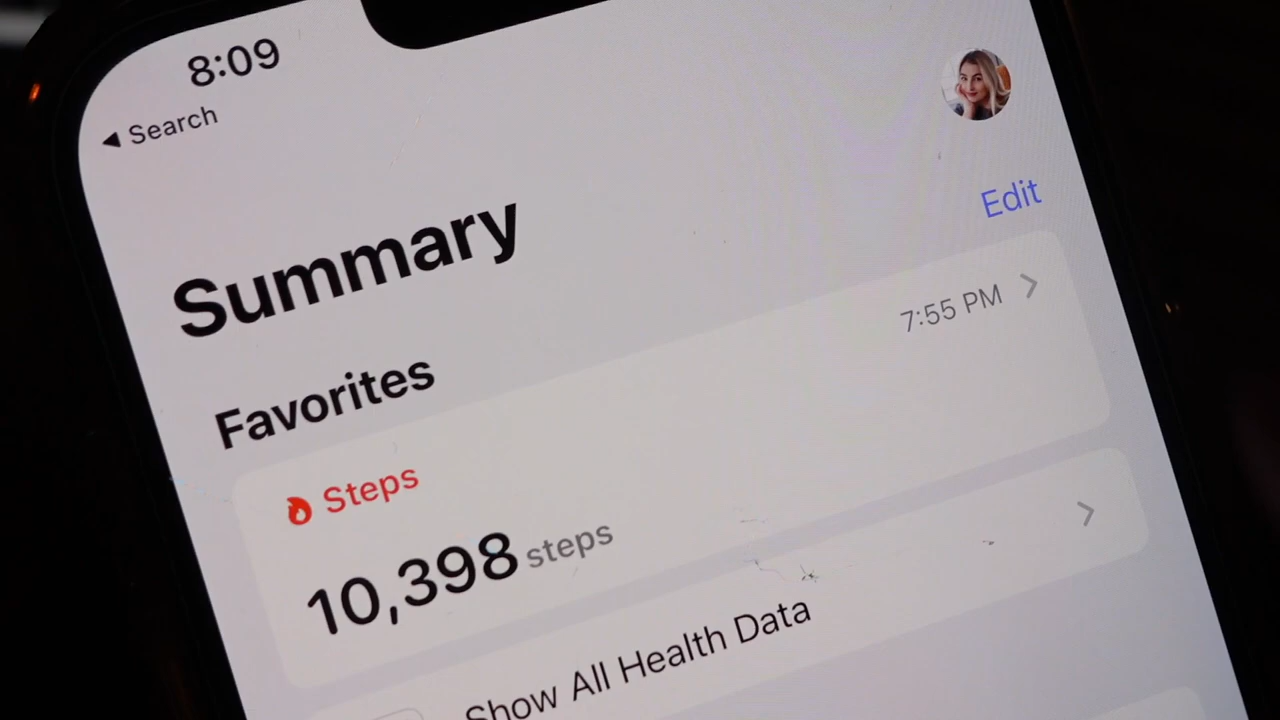 8:09
◀ Search
Edit
Summary
Favorites
Steps
7:55 PM
10,398 steps
Show All Health Data